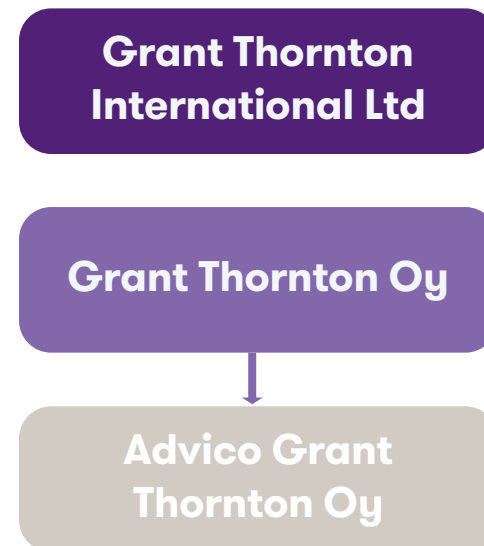 Grant Thornton
International Ltd
Grant Thornton Oy
Advico Grant
Thornton Oy